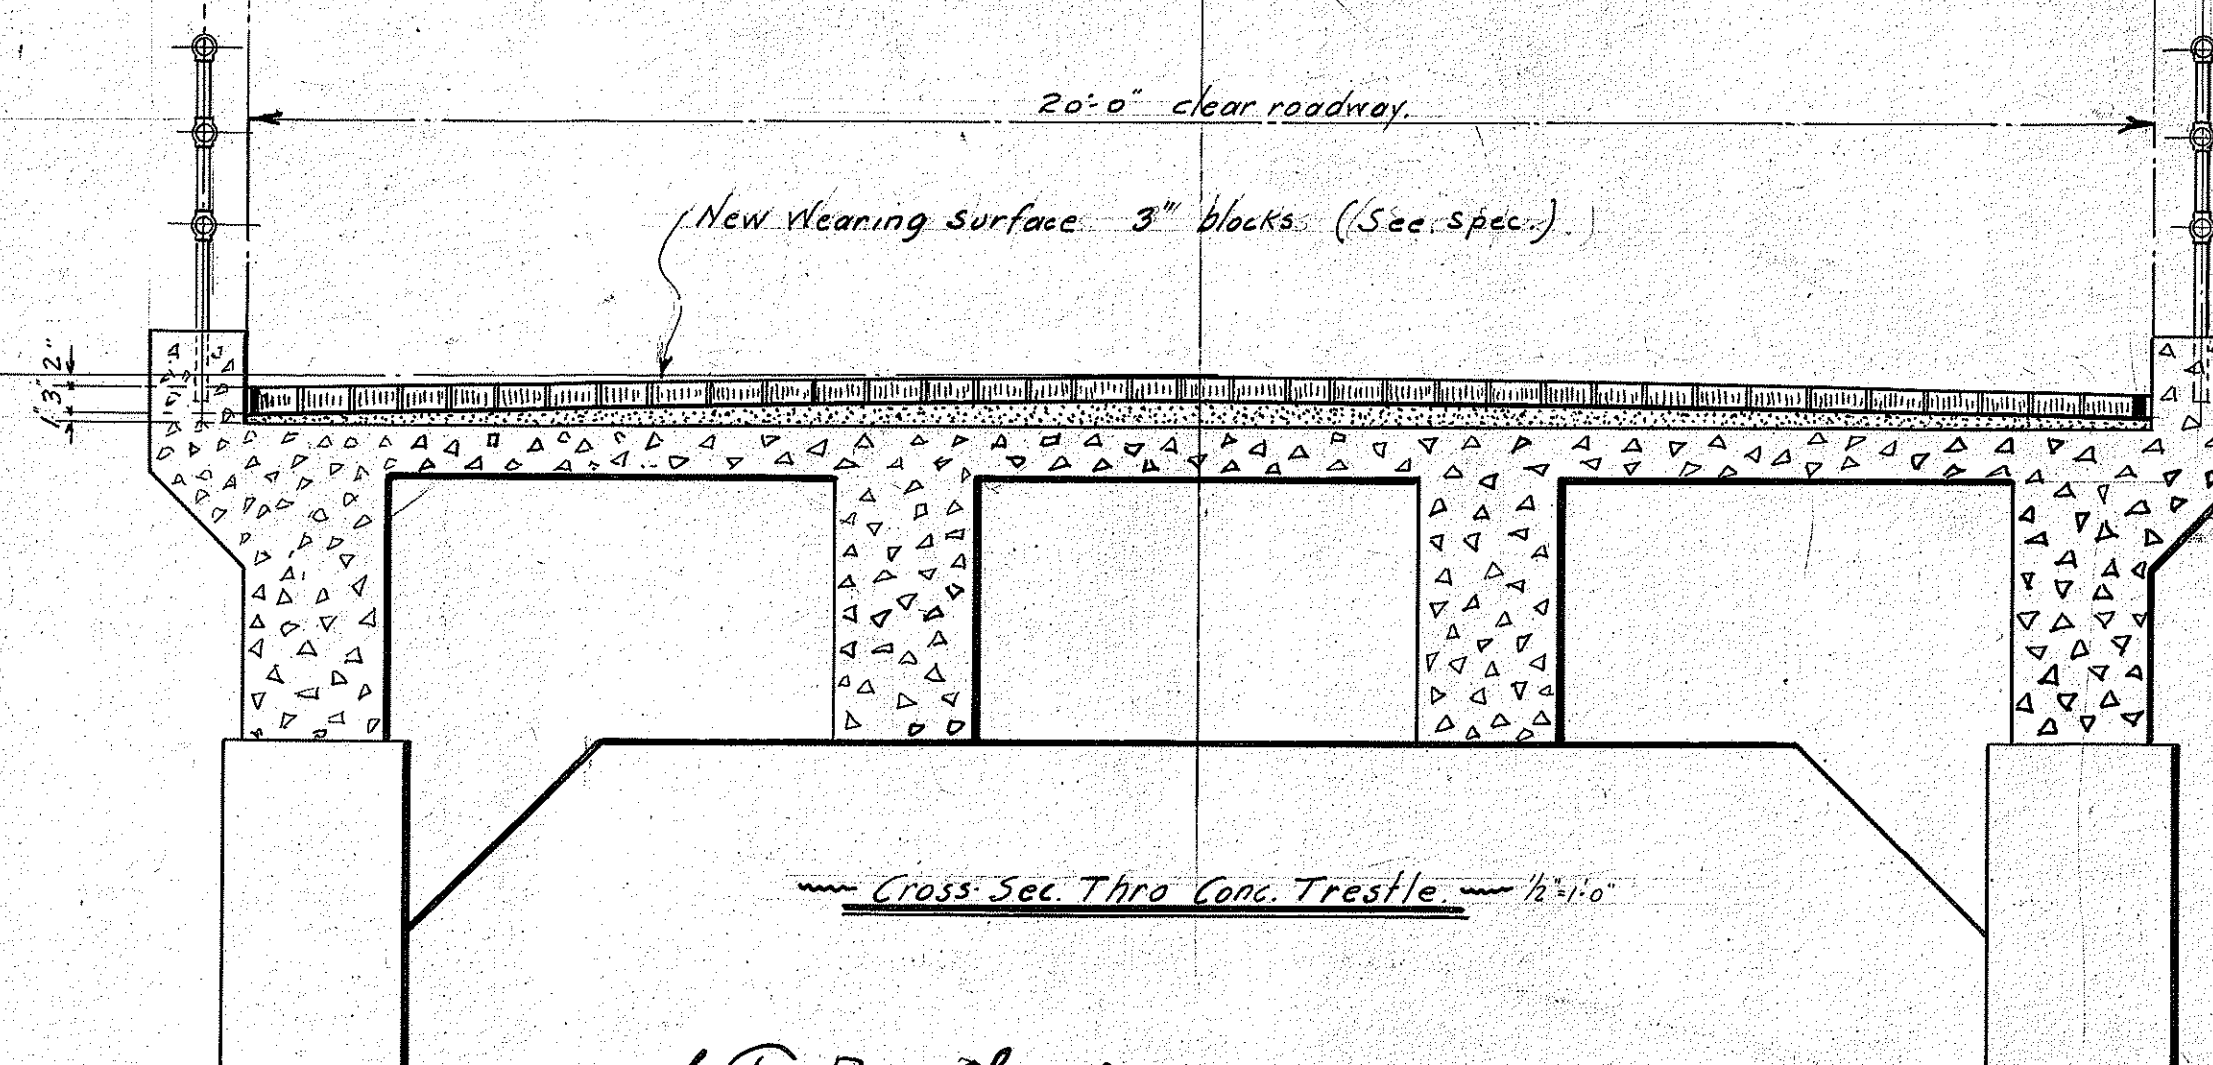 20'-0" clear roadway.
New Wearing surface 3" blocks (See spec.)
2"
3"
1"
Cross-Sec. Thro Conc. Trestle. ½"=1'-0"